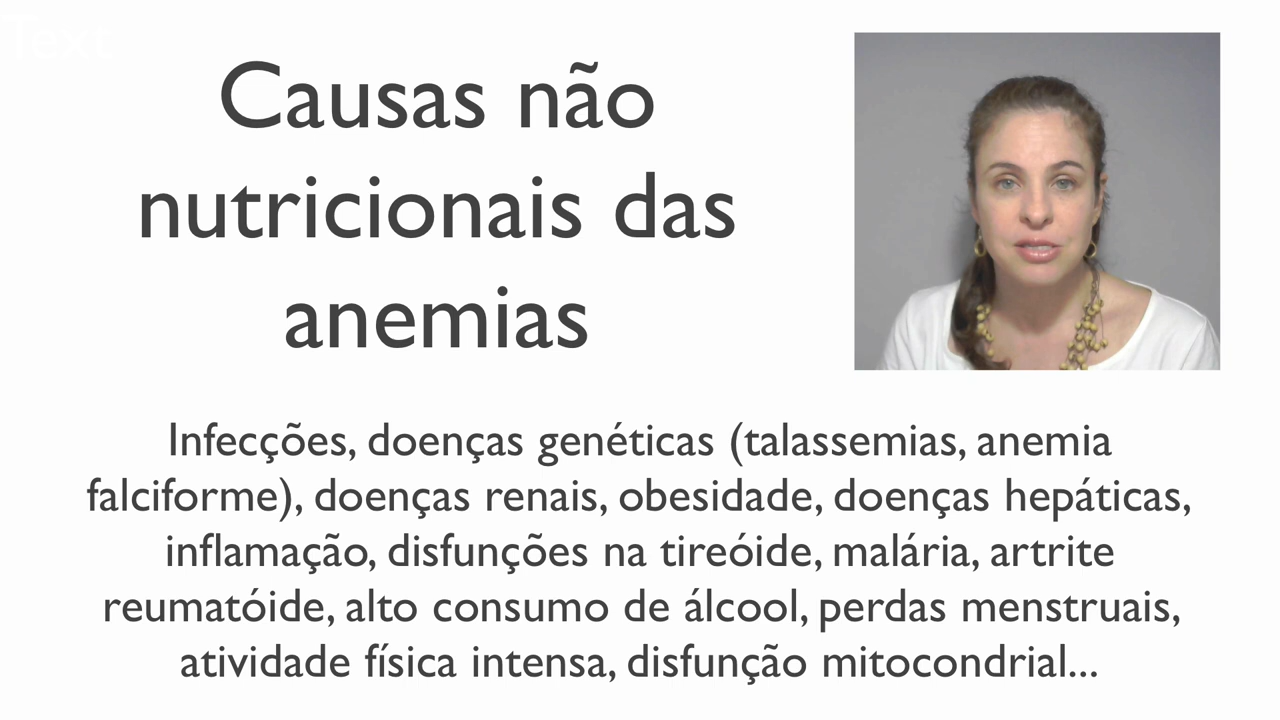 Text
Causas não
nutricionais das
anemias
Infecções, doenças genéticas (talassemias, anemia
falciforme), doenças renais, obesidade, doenças hepáticas,
inflamação, disfunções na tireóide, malária, artrite
reumatóide, alto consumo de álcool, perdas menstruais,
atividade física intensa, disfunção mitocondrial...